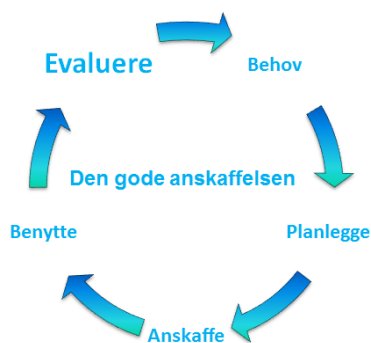 Evaluere
Behov
Den gode anskaffelsen
Benytte
Planlegge
Anskaffe